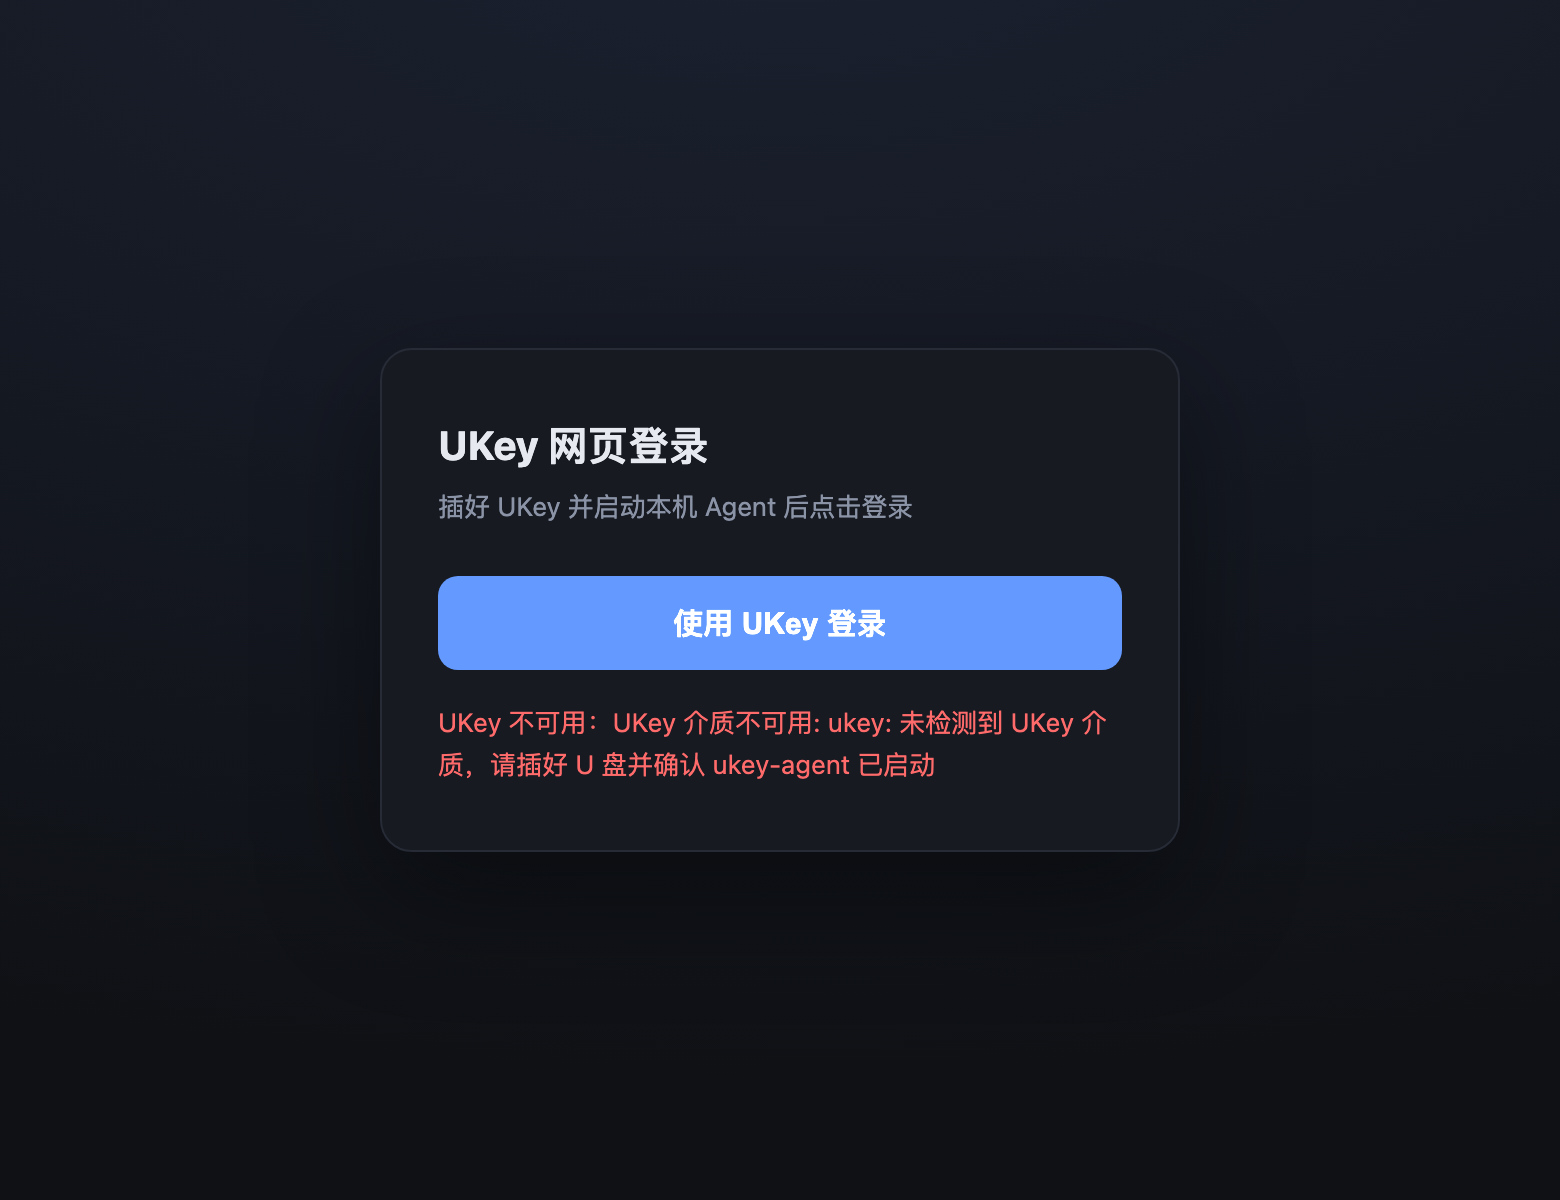 UKey 网页登录
插好 UKey 并启动本机 Agent 后点击登录
使用 UKey 登录
UKey 不可用：UKey 介质不可用: ukey: 未检测到 UKey 介
质，请插好 U 盘并确认 ukey-agent 已启动